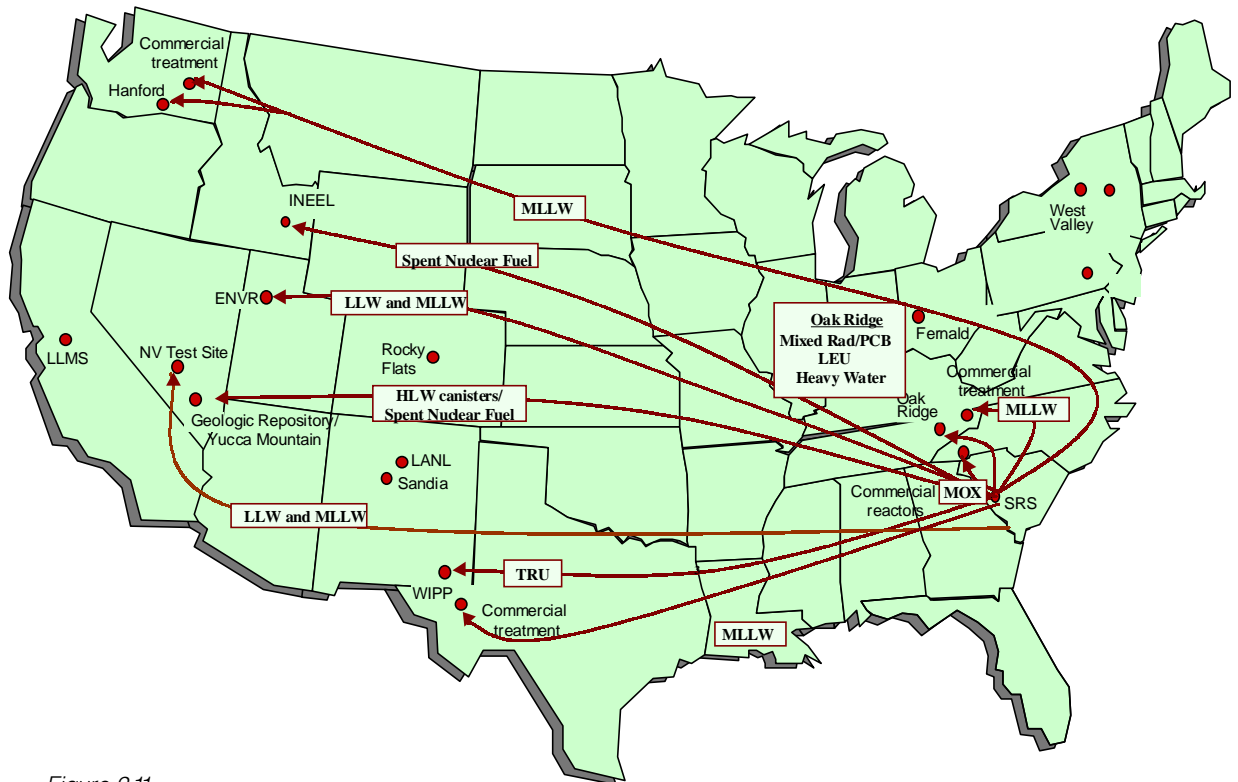 Commercial
treatment
Hanford
INEEL
MLLW
West
Valley
Spent Nuclear Fuel
ENVR
LLW and MLLW
Oak Ridge
Mixed Rad/PCB
LEU
Heavy Water
Fernald
LLMS
NV Test Site
Rocky
Flats
Commercial
treatment
HLW canisters/
Spent Nuclear Fuel
Oak
Ridge
MLLW
Geologic Repository/
Yucca Mountain
LANL
Sandia
Commercial
reactors
MOX
SRS
LLW and MLLW
TRU
WIPP
Commercial
treatment
MLLW
Figure 2.11